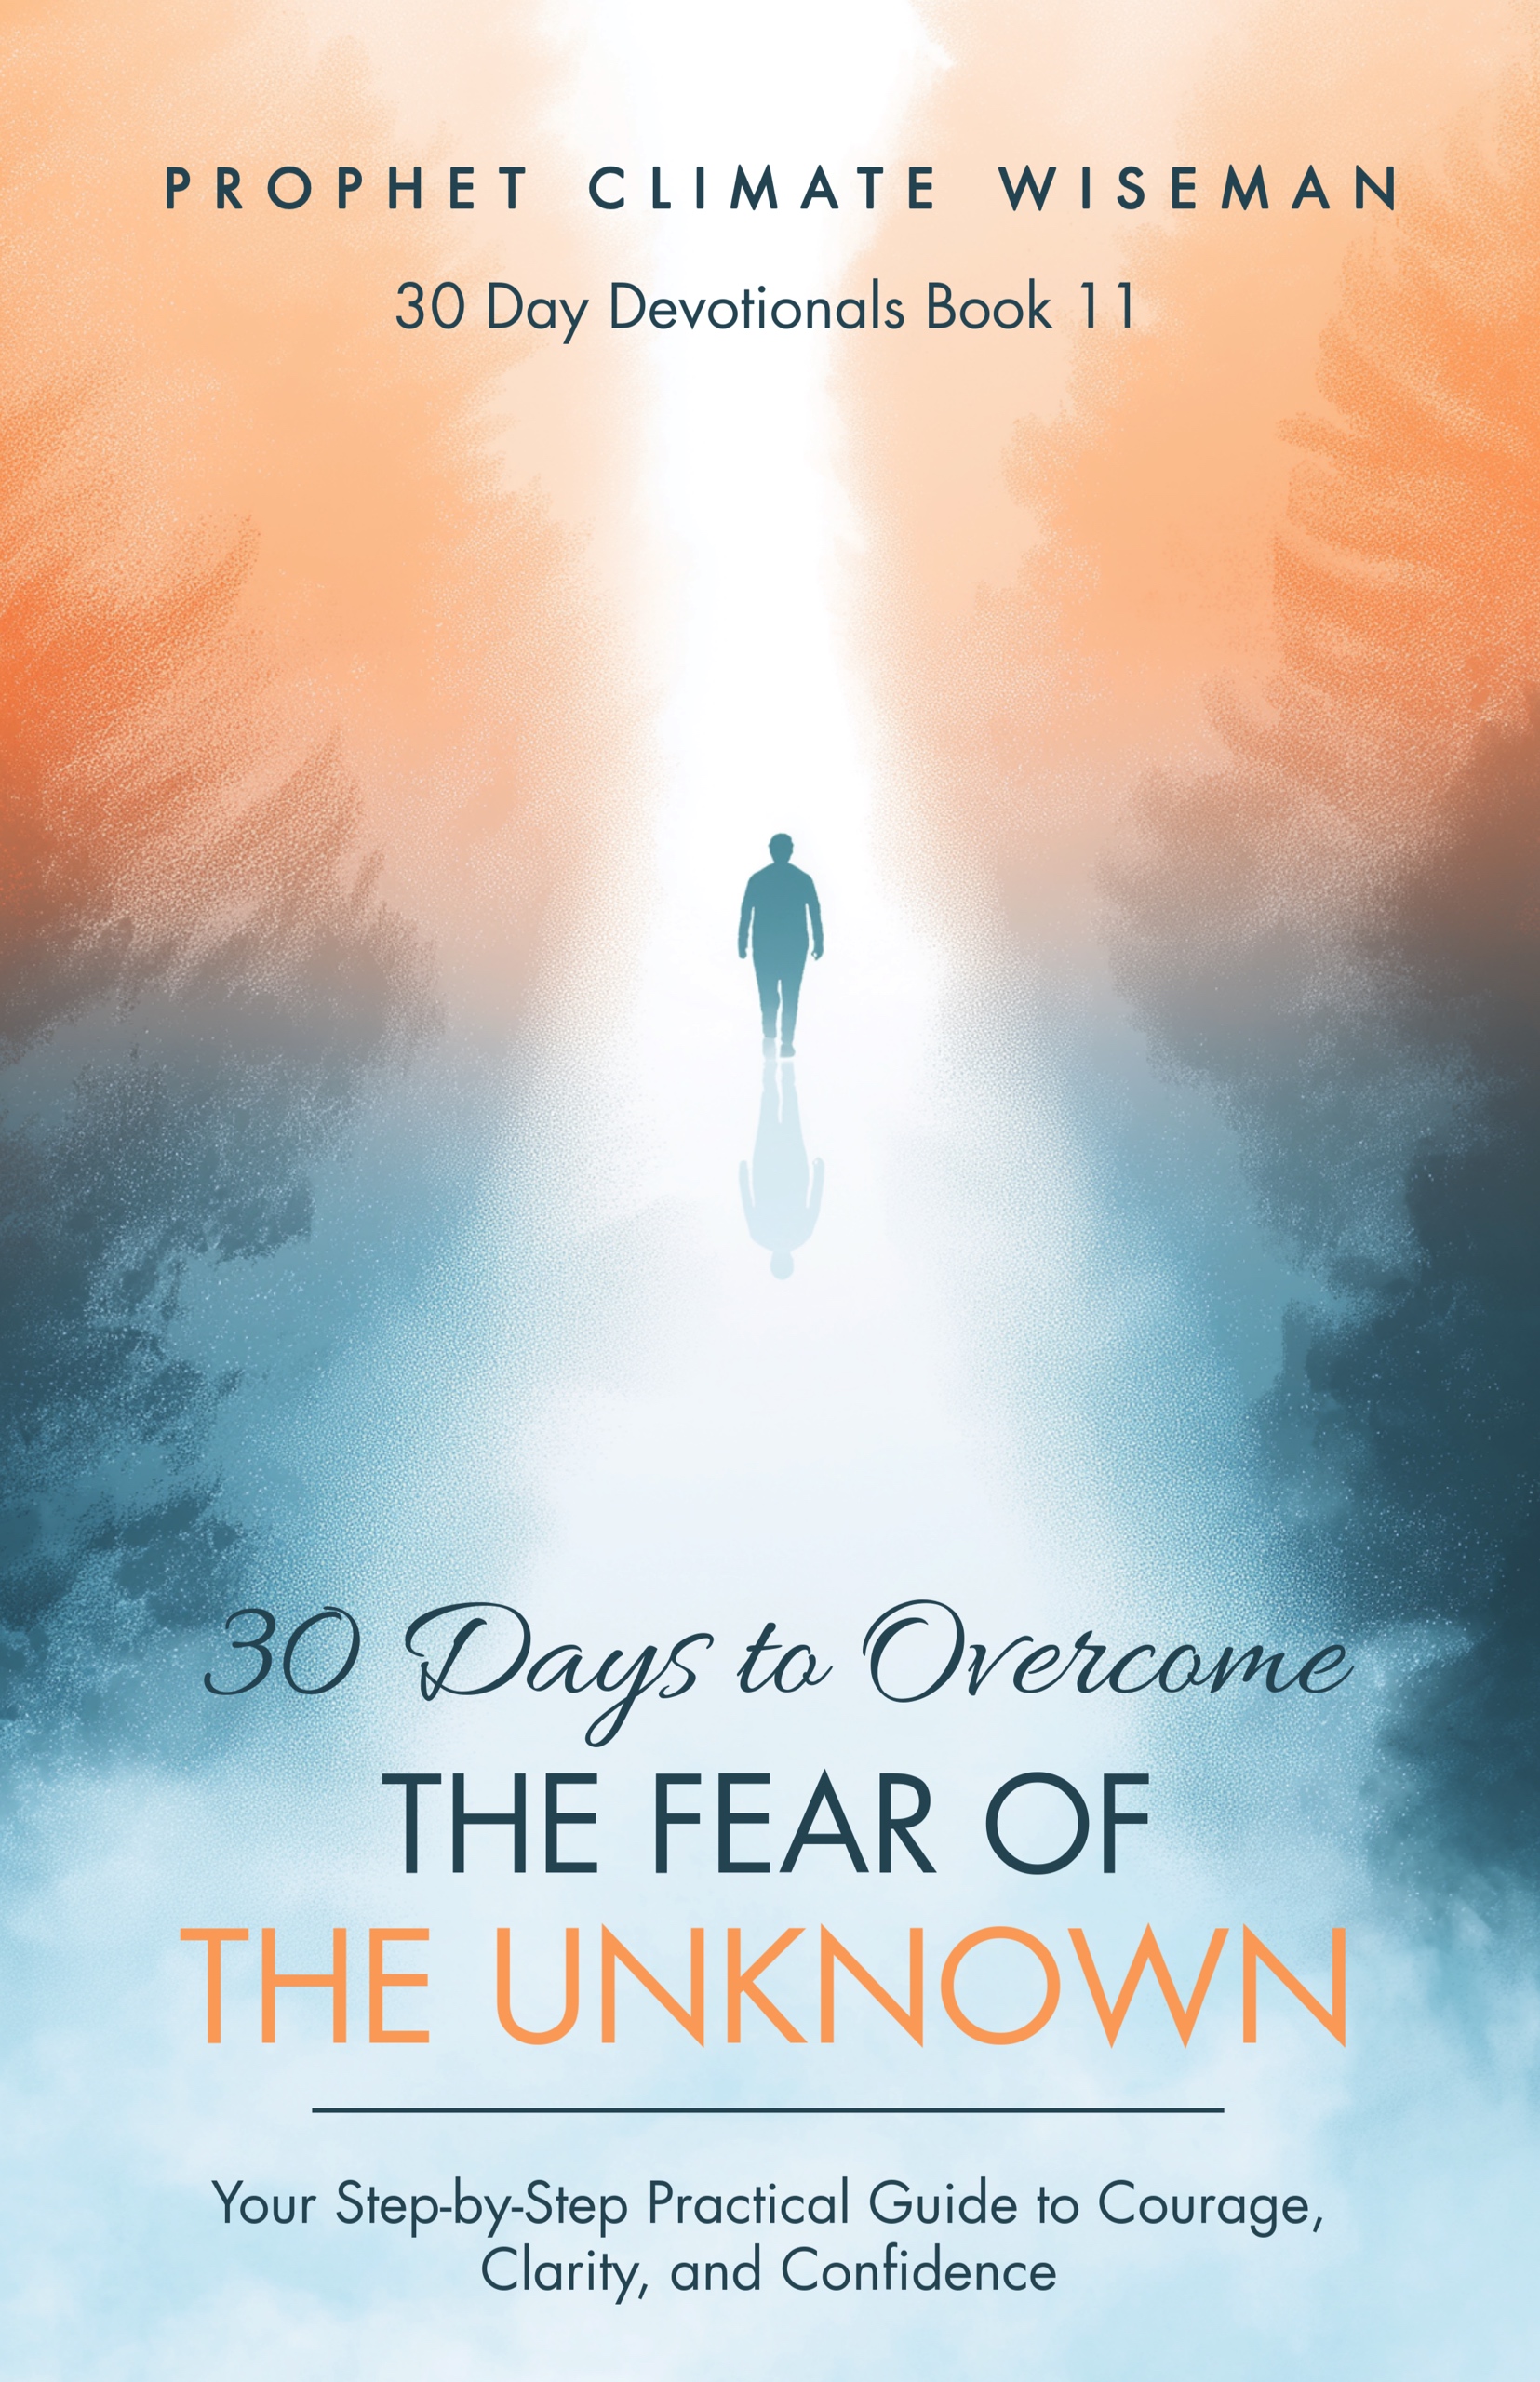 PROPHET CLIMATE WISEMAN
30 Day Devotionals Book 11
30 Days to Overcome
THE FEAR OF
THE UNKNOWN
Your Step-by-Step Practical Guide to Courage,
Clarity, and Confidence